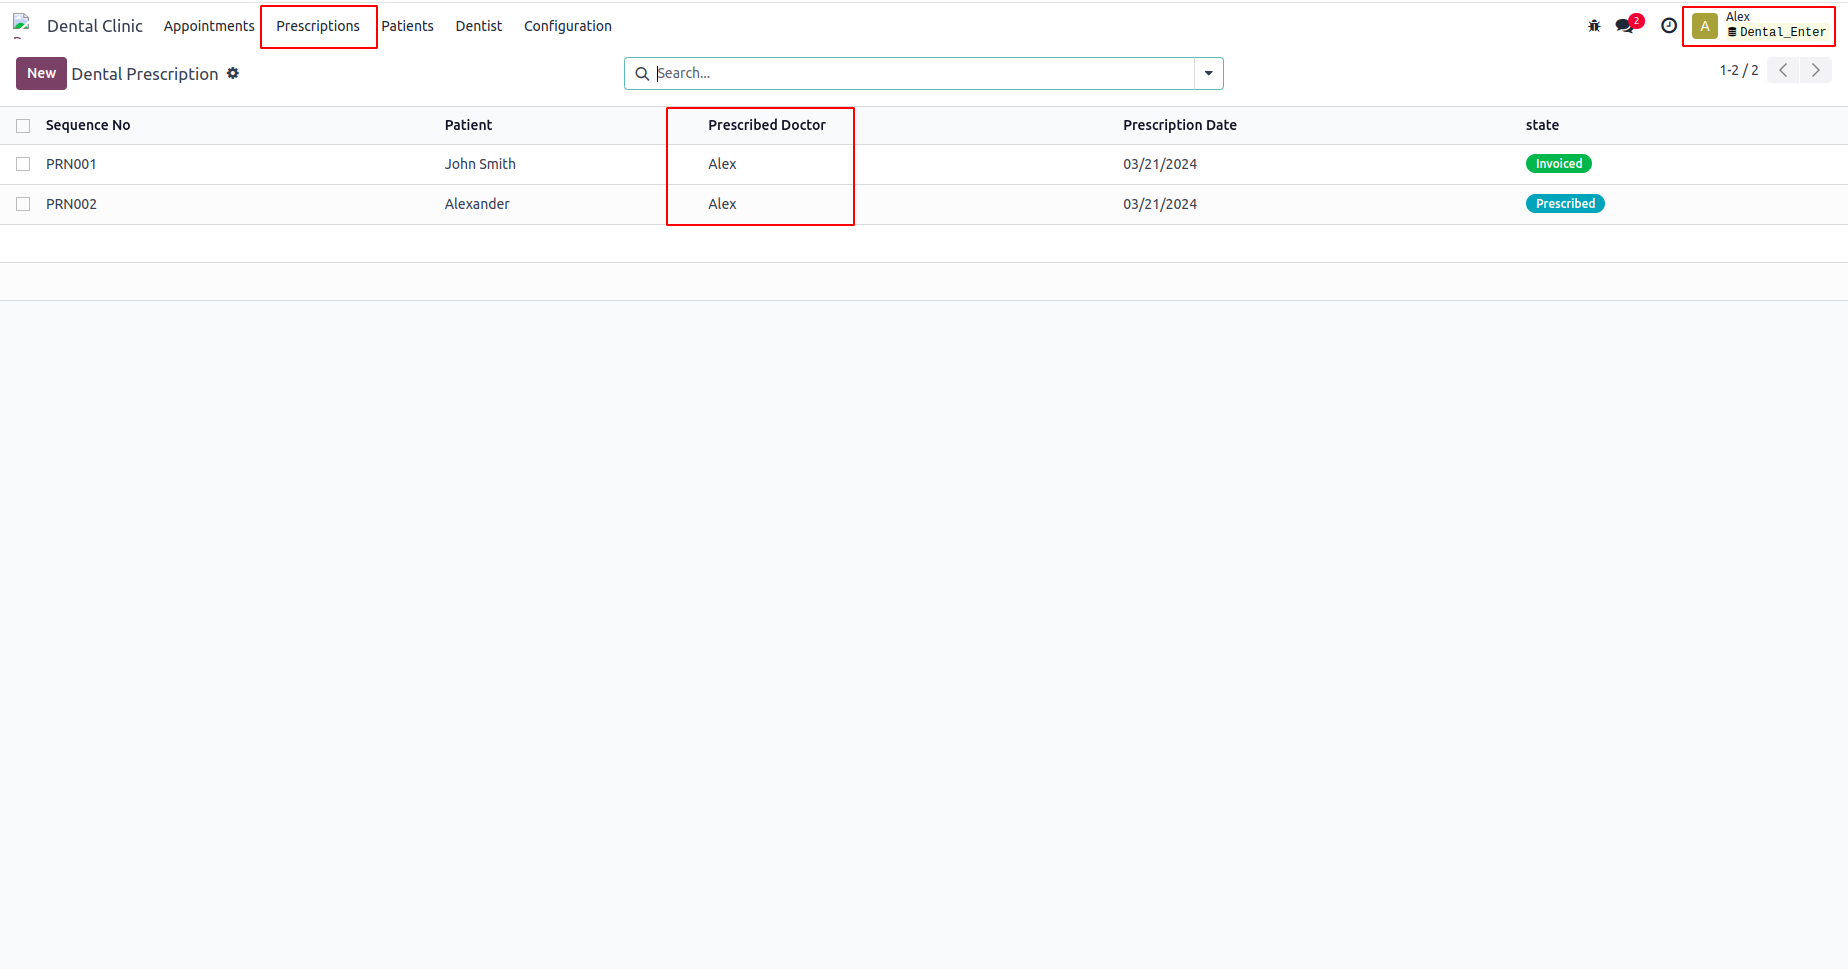 Dental Clinic Appointments Prescriptions Patients Dentist Configuration 2 A Alex
Dental_Enter
New Dental Prescription Search... 1-2 / 2
Sequence No Patient Prescribed Doctor Prescription Date state
PRN001 John Smith Alex 03/21/2024 Invoiced
PRN002 Alexander Alex 03/21/2024 Prescribed